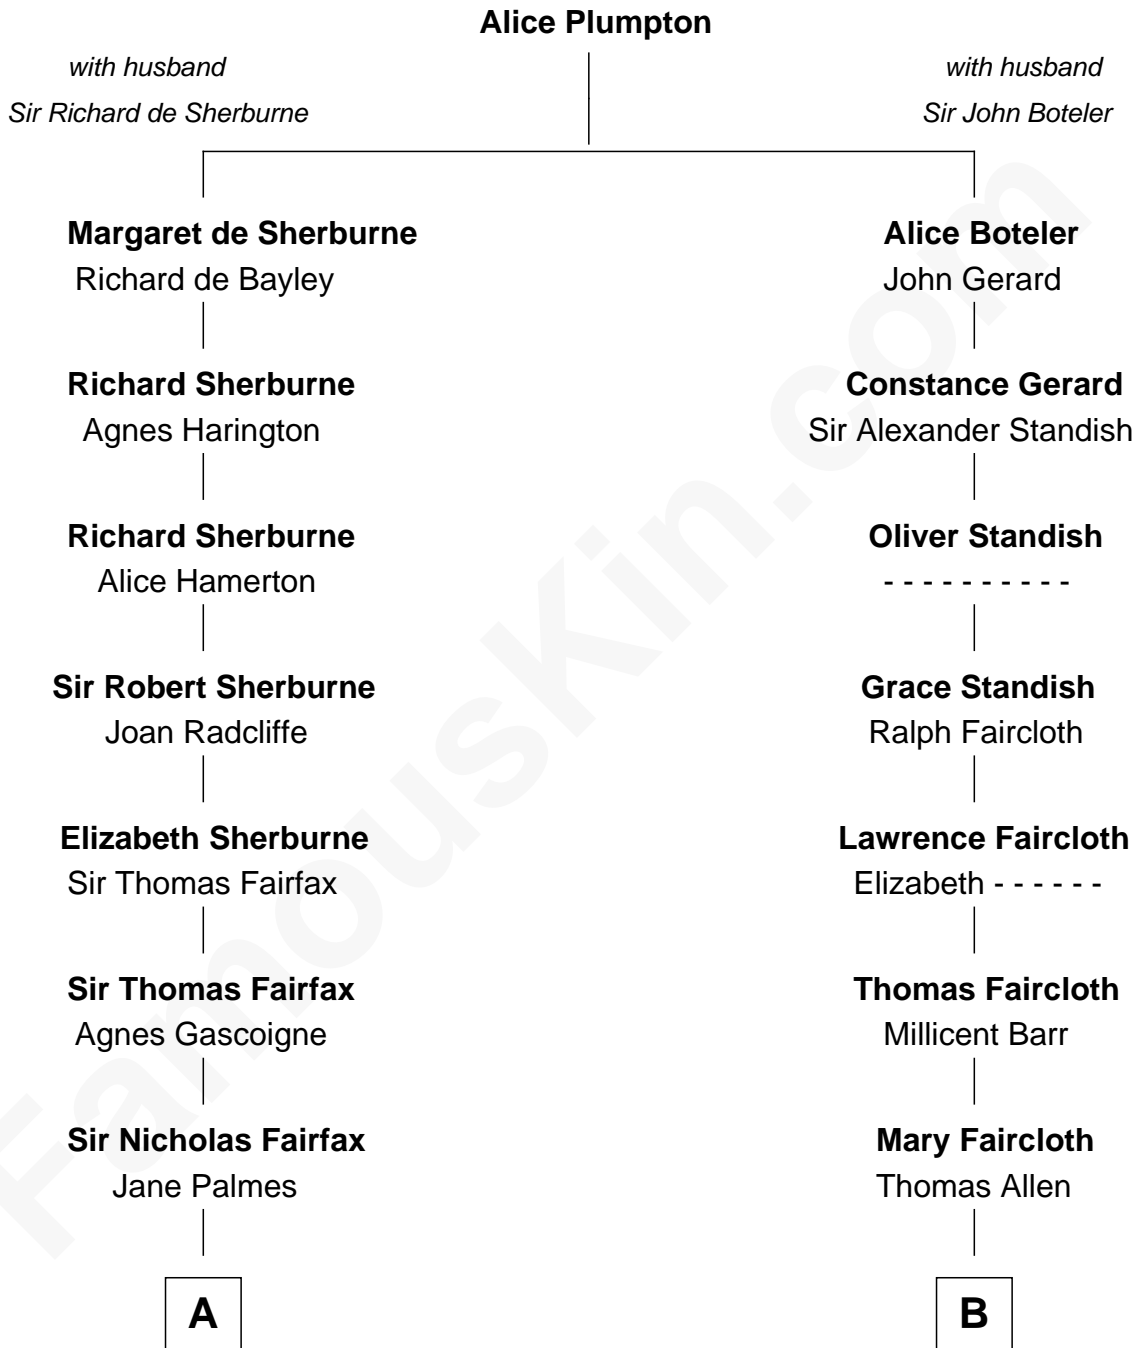 Alice Plumpton
with husband
Sir Richard de Sherburne
with husband
Sir John Boteler
Margaret de Sherburne
Richard de Bayley
Richard Sherburne
Agnes Harington
Richard Sherburne
Alice Hamerton
Sir Robert Sherburne
Joan Radcliffe
Elizabeth Sherburne
Sir Thomas Fairfax
Sir Thomas Fairfax
Agnes Gascoigne
Sir Nicholas Fairfax
Jane Palmes
A
Alice Boteler
John Gerard
Constance Gerard
Sir Alexander Standish
Oliver Standish
- - - - - - - - - -
Grace Standish
Ralph Faircloth
Lawrence Faircloth
Elizabeth - - - - - -
Thomas Faircloth
Millicent Barr
Mary Faircloth
Thomas Allen
B
FamousKin.com